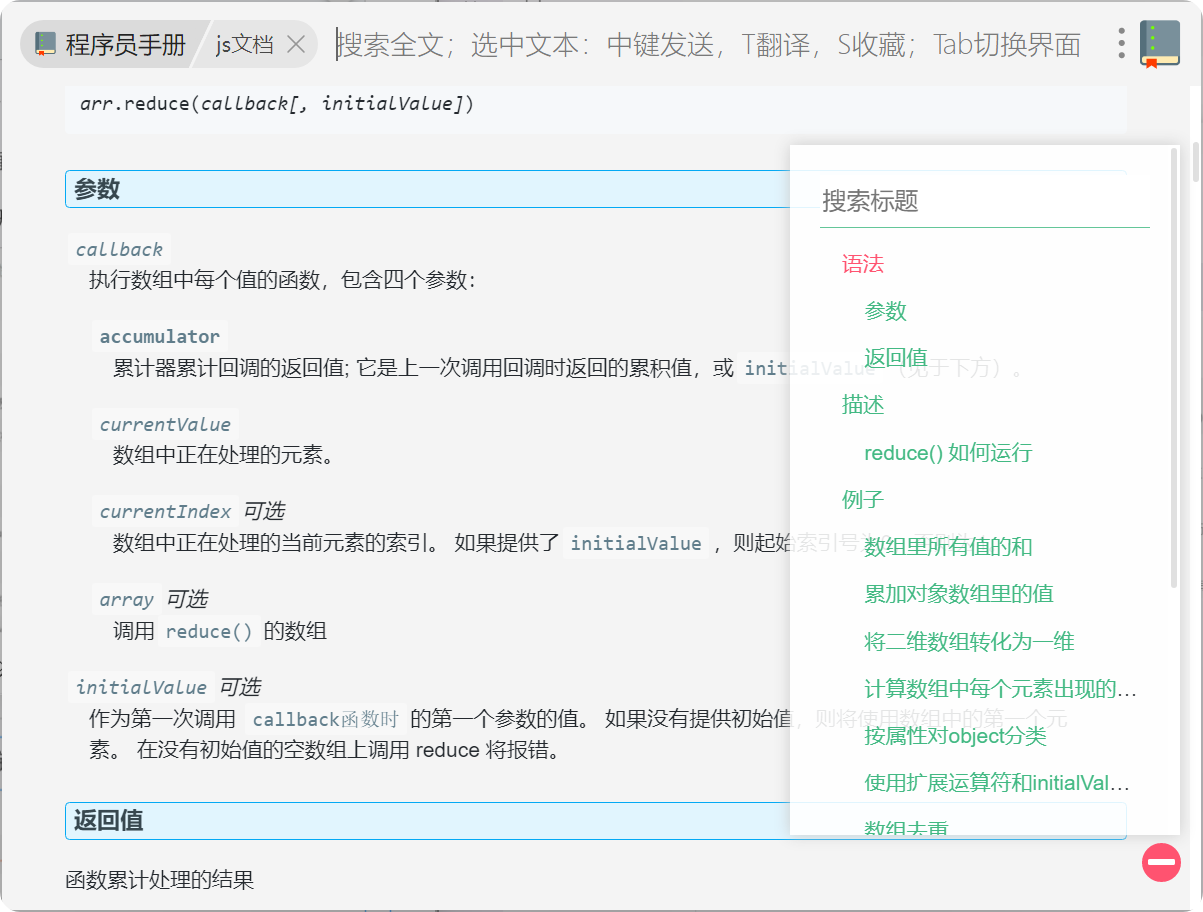 程序员手册 js文档 搜索全文；选中文本：中键发送，T翻译，S收藏；Tab切换界面
arr.reduce(callback[, initialValue])
参数
callback
执行数组中每个值的函数，包含四个参数：
accumulator
累计器累计回调的返回值; 它是上一次调用回调时返回的累积值，或 initialValue （见于下方）。
currentValue
数组中正在处理的元素。
currentIndex 可选
数组中正在处理的当前元素的索引。 如果提供了 initialValue ，则起始索引号为
array 可选
调用 reduce() 的数组
initialValue 可选
作为第一次调用 callback函数时 的第一个参数的值。 如果没有提供初始值，则将使用数组中的第一个元
素。 在没有初始值的空数组上调用 reduce 将报错。
返回值
函数累计处理的结果
搜索标题
语法
参数
返回值
描述
reduce() 如何运行
例子
数组里所有值的和
累加对象数组里的值
将二维数组转化为一维
计算数组中每个元素出现的...
按属性对object分类
使用扩展运算符和initialVal...
数组去重